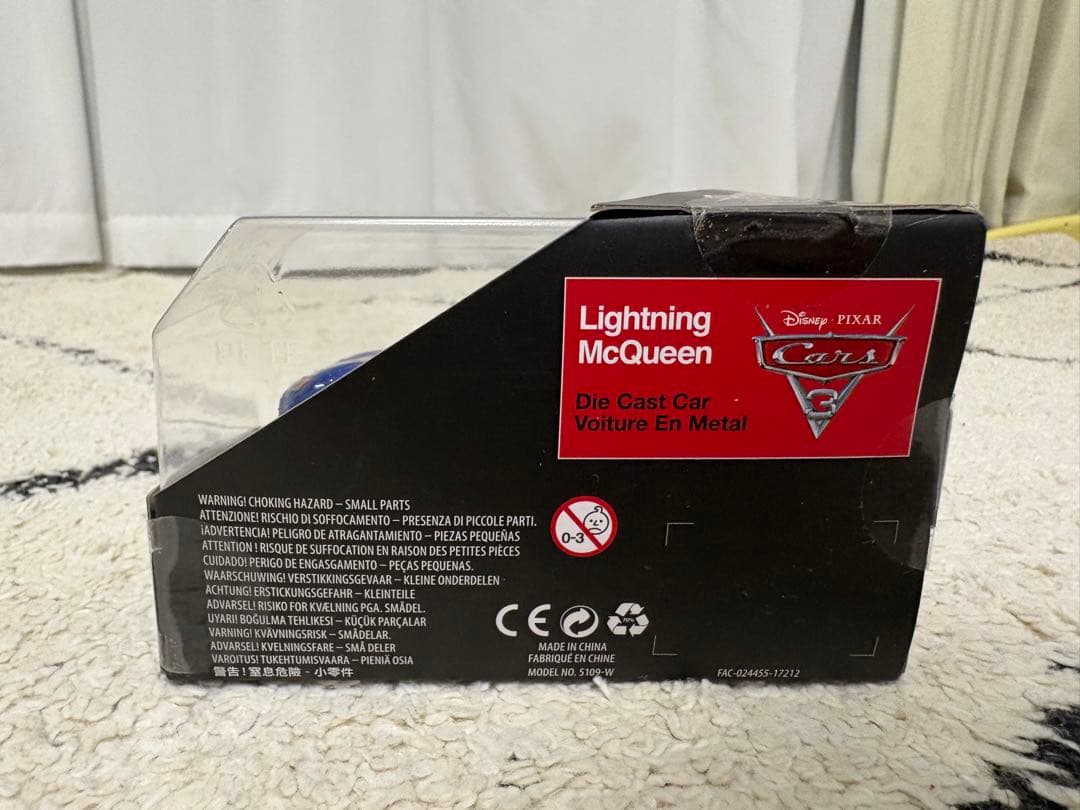 Lightning
McQueen
Disney · PIXAR
Cars
3
Die Cast Car
Voiture En Metal
WARNING! CHOKING HAZARD – SMALL PARTS
ATTENZIONE! RISCHIO DI SOFFOCAMENTO – PRESENZA DI PICCOLE PARTI.
¡ADVERTENCIA! PELIGRO DE ATRAGANTAMIENTO – PIEZAS PEQUEÑAS
ATTENTION ! RISQUE DE SUFFOCATION EN RAISON DES PETITES PIÈCES
CUIDADO! PERIGO DE ENGASGAMENTO – PEÇAS PEQUENAS.
WAARSCHUWING! VERSTIKKINGSGEVAAR – KLEINE ONDERDELEN
ACHTUNG! ERSTICKUNGSGEFAHR – KLEINTEILE
ADVARSEL! RISIKO FOR KVÆLNING PGA. SMÅDEL.
UYARI! BOĞULMA TEHLIKESI – KÜÇÜK PARÇALAR
VARNING! KVÄVNINGSRISK – SMÅDELAR.
ADVARSEL! KVELNINGSFARE – SMÅ DELER
VAROITUS! TUKEHTUMISVAARA – PIENIÄ OSIA
警告！窒息危險 - 小零件
0-3
CE
MADE IN CHINA
FABRIQUÉ EN CHINE
MODEL NO. 5109-W
FAC-024455-17212